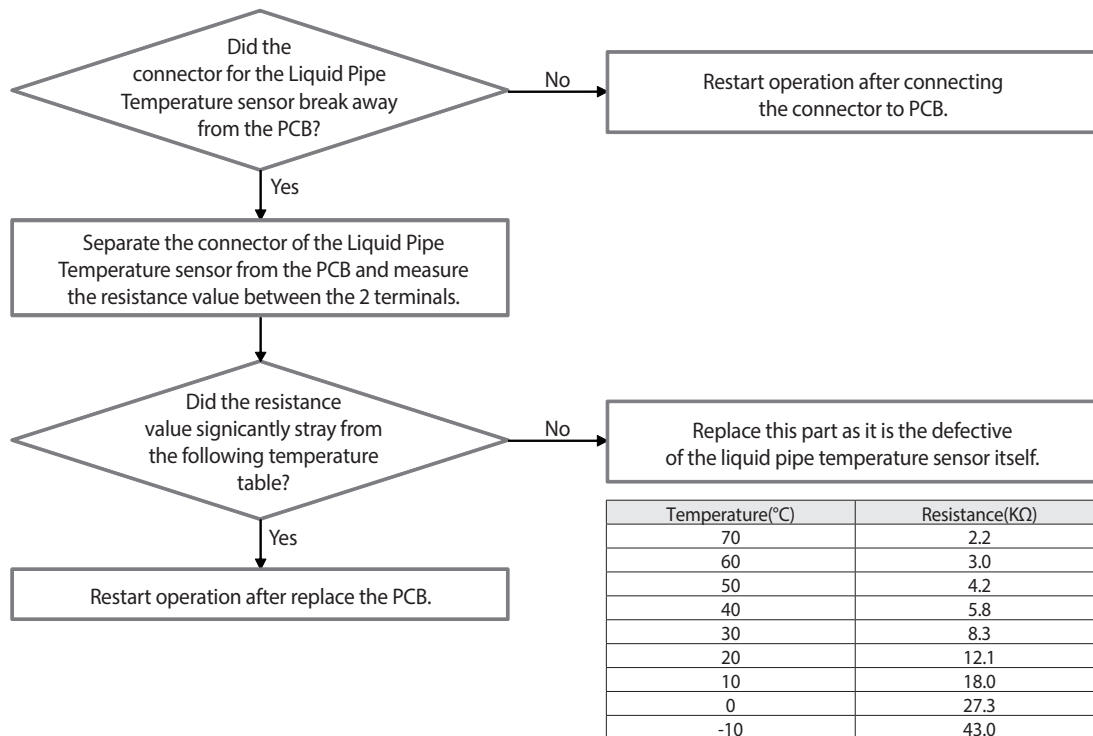 Did the
connector for the Liquid Pipe
Temperature sensor break away
from the PCB?
No
Restart operation after connecting
the connector to PCB.
Yes
Separate the connector of the Liquid Pipe
Temperature sensor from the PCB and measure
the resistance value between the 2 terminals.
Did the resistance
value signicantly stray from
the following temperature
table?
No
Replace this part as it is the defective
of the liquid pipe temperature sensor itself.
Yes
Restart operation after replace the PCB.
Temperature(°C) Resistance(KΩ)
70 2.2
60 3.0
50 4.2
40 5.8
30 8.3
20 12.1
10 18.0
0 27.3
-10 43.0